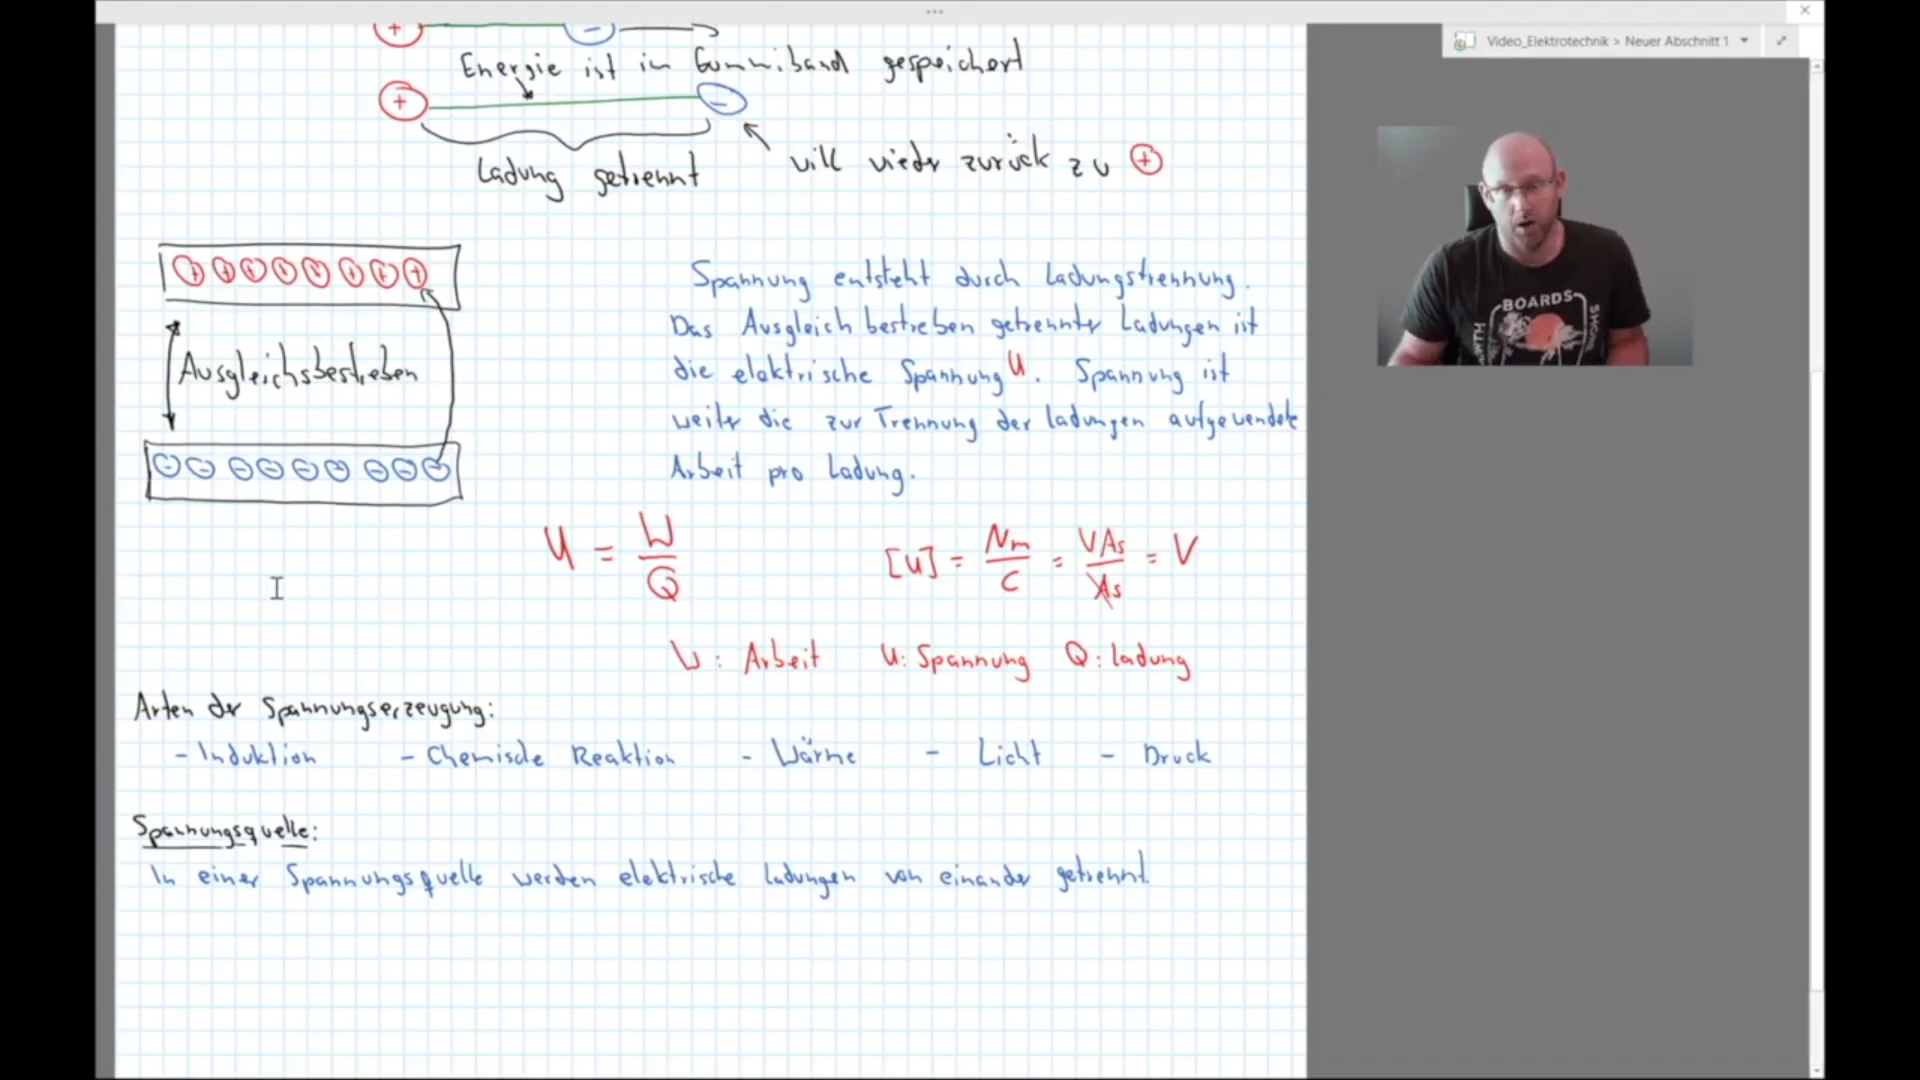 ...
Video_Elektrotechnik > Neuer Abschnitt 1
+ −
Energie ist im Gummiband gespeichert
+ −
Ladung getrennt
will wieder zurück zu +
+ + + + + + + +
Ausgleichsbestreben
− − − − − − − − −
Spannung entsteht durch Ladungstrennung.
Das Ausgleichbestreben getrennter Ladungen ist
die elektrische Spannung U. Spannung ist
weiter die zur Trennung der Ladungen aufgewendete
Arbeit pro Ladung.
U = W/Q
[U] = Nm/C = VAs/As = V
W: Arbeit U: Spannung Q: Ladung
Arten der Spannungserzeugung:
- Induktion - Chemische Reaktion - Wärme - Licht - Druck
Spannungsquelle:
In einer Spannungsquelle werden elektrische Ladungen von einander getrennt.
BOARDS